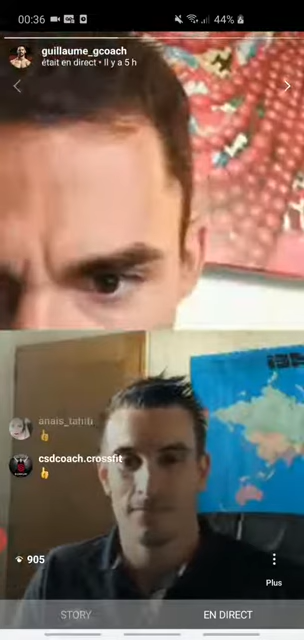 00:36
44%
guillaume_gcoach
était en direct • Il y a 5 h
anais_tahiti
👍
csdcoach.crossfit
👍
905
Plus
STORY
EN DIRECT